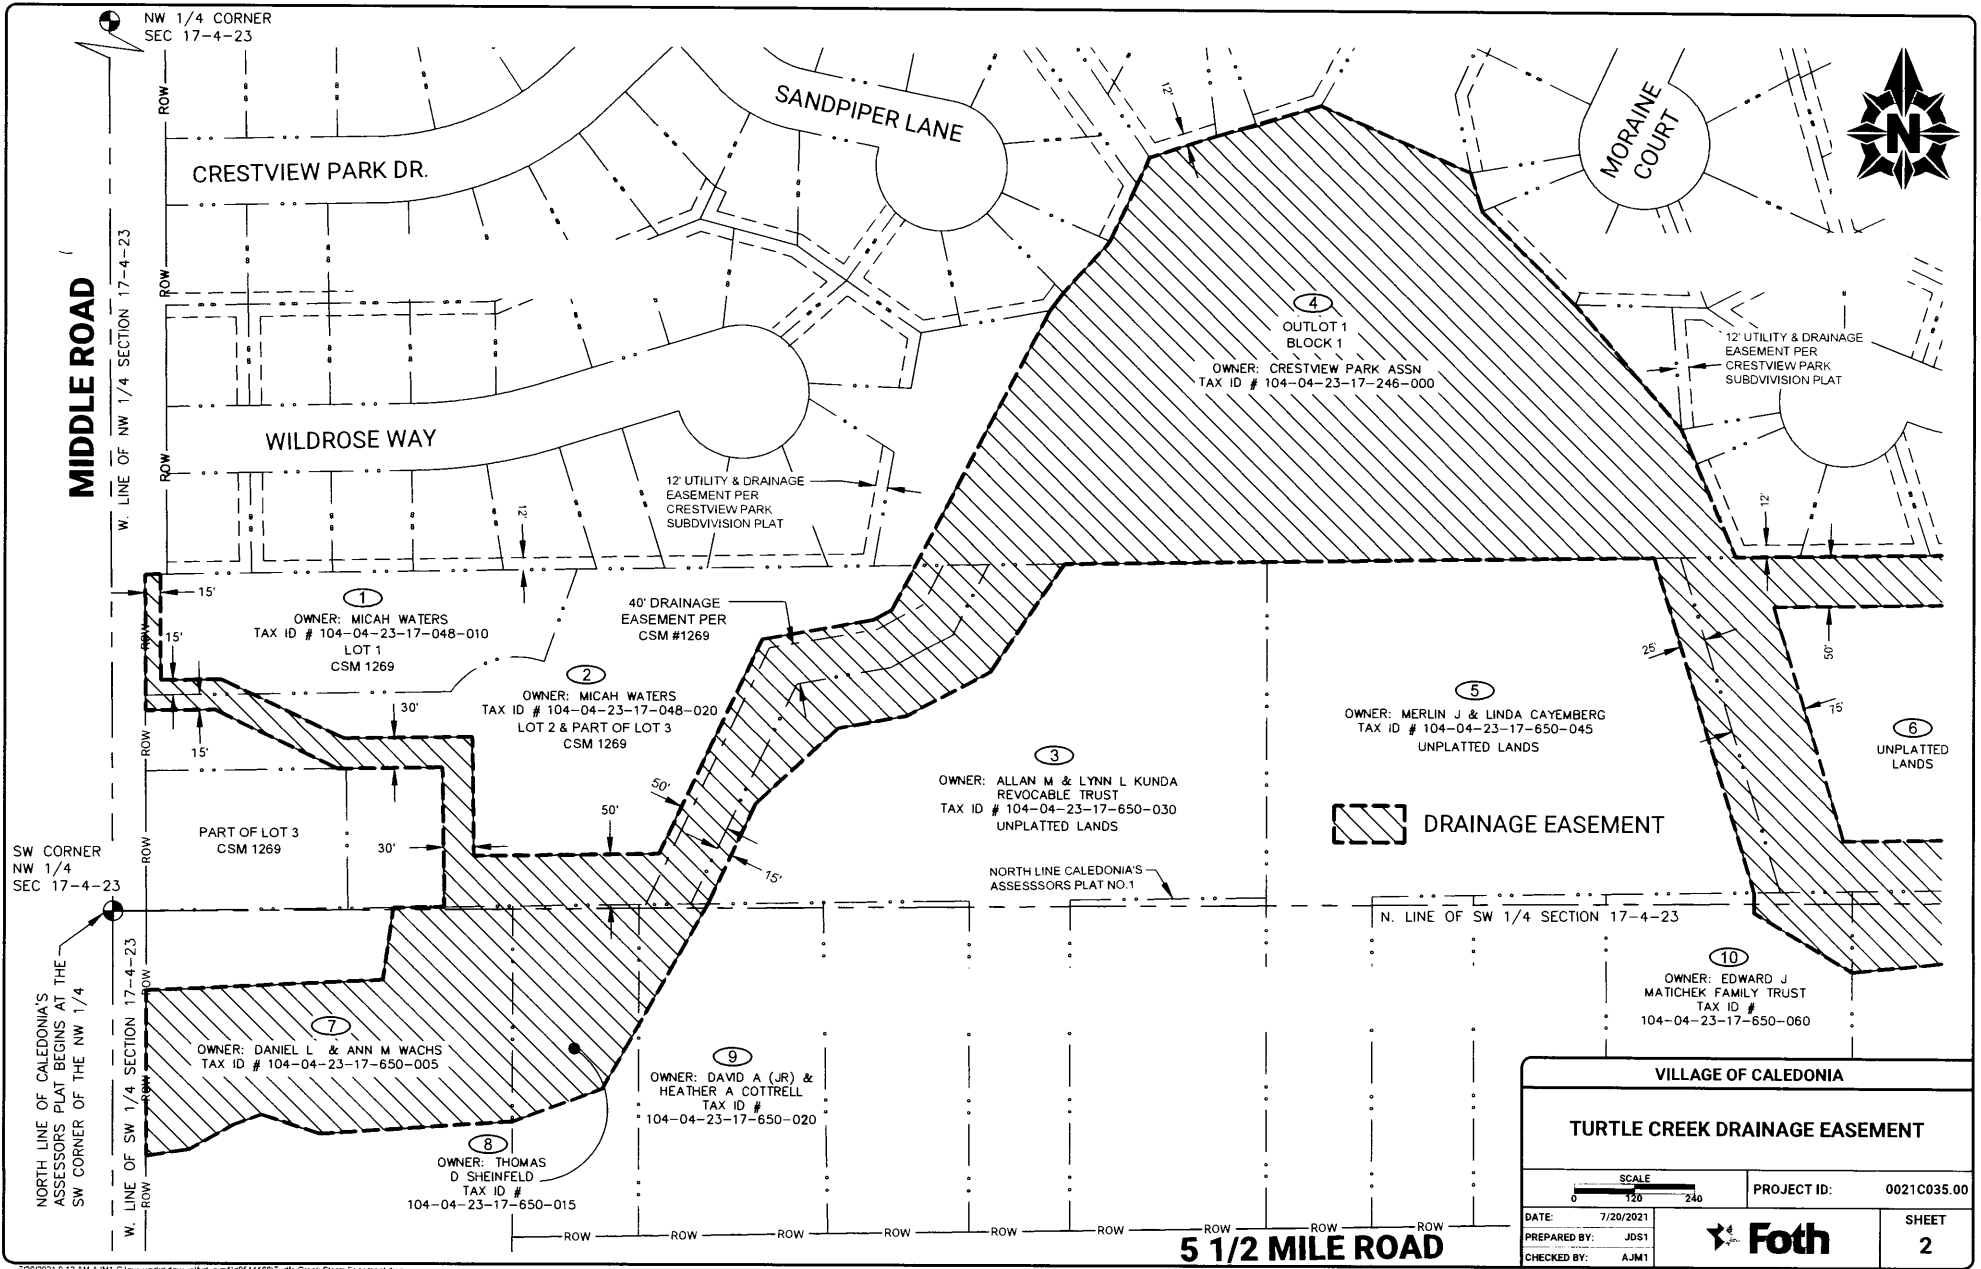 NW 1/4 CORNER
SEC 17-4-23
ROW
CRESTVIEW PARK DR.
SANDPIPER LANE
12'
MORAINE
COURT
N
MIDDLE ROAD
W. LINE OF NW 1/4 SECTION 17-4-23
ROW
ROW
WILDROSE WAY
12' UTILITY & DRAINAGE
EASEMENT PER
CRESTVIEW PARK
SUBDVIVISION PLAT
12'
4
OUTLOT 1
BLOCK 1
OWNER: CRESTVIEW PARK ASSN
TAX ID # 104-04-23-17-246-000
12' UTILITY & DRAINAGE
EASEMENT PER
CRESTVIEW PARK
SUBDVIVISION PLAT
12'
15'
1
OWNER: MICAH WATERS
TAX ID # 104-04-23-17-048-010
LOT 1
CSM 1269
ROW
15'
40' DRAINAGE
EASEMENT PER
CSM #1269
2
OWNER: MICAH WATERS
TAX ID # 104-04-23-17-048-020
LOT 2 & PART OF LOT 3
CSM 1269
30'
15'
ROW
25'
50'
75'
5
OWNER: MERLIN J & LINDA CAYEMBERG
TAX ID # 104-04-23-17-650-045
UNPLATTED LANDS
6
UNPLATTED
LANDS
3
OWNER: ALLAN M & LYNN L KUNDA
REVOCABLE TRUST
TAX ID # 104-04-23-17-650-030
UNPLATTED LANDS
50'
50'
DRAINAGE EASEMENT
PART OF LOT 3
CSM 1269
30'
15'
ROW
SW CORNER
NW 1/4
SEC 17-4-23
NORTH LINE CALEDONIA'S
ASSESSSORS PLAT NO.1
N. LINE OF SW 1/4 SECTION 17-4-23
NORTH LINE OF CALEDONIA'S
ASSESSORS PLAT BEGINS AT THE
SW CORNER OF THE NW 1/4
W. LINE OF SW 1/4 SECTION 17-4-23
ROW
ROW
ROW
10
OWNER: EDWARD J
MATICHEK FAMILY TRUST
TAX ID #
104-04-23-17-650-060
7
OWNER: DANIEL L & ANN M WACHS
TAX ID # 104-04-23-17-650-005
9
OWNER: DAVID A (JR) &
HEATHER A COTTRELL
TAX ID #
104-04-23-17-650-020
8
OWNER: THOMAS
D SHEINFELD
TAX ID #
104-04-23-17-650-015
ROW ROW ROW ROW ROW ROW ROW ROW
5 1/2 MILE ROAD
VILLAGE OF CALEDONIA
TURTLE CREEK DRAINAGE EASEMENT
SCALE
0 120 240
PROJECT ID: 0021C035.00
DATE: 7/20/2021
PREPARED BY: JDS1
CHECKED BY: AJM1
Foth
SHEET
2